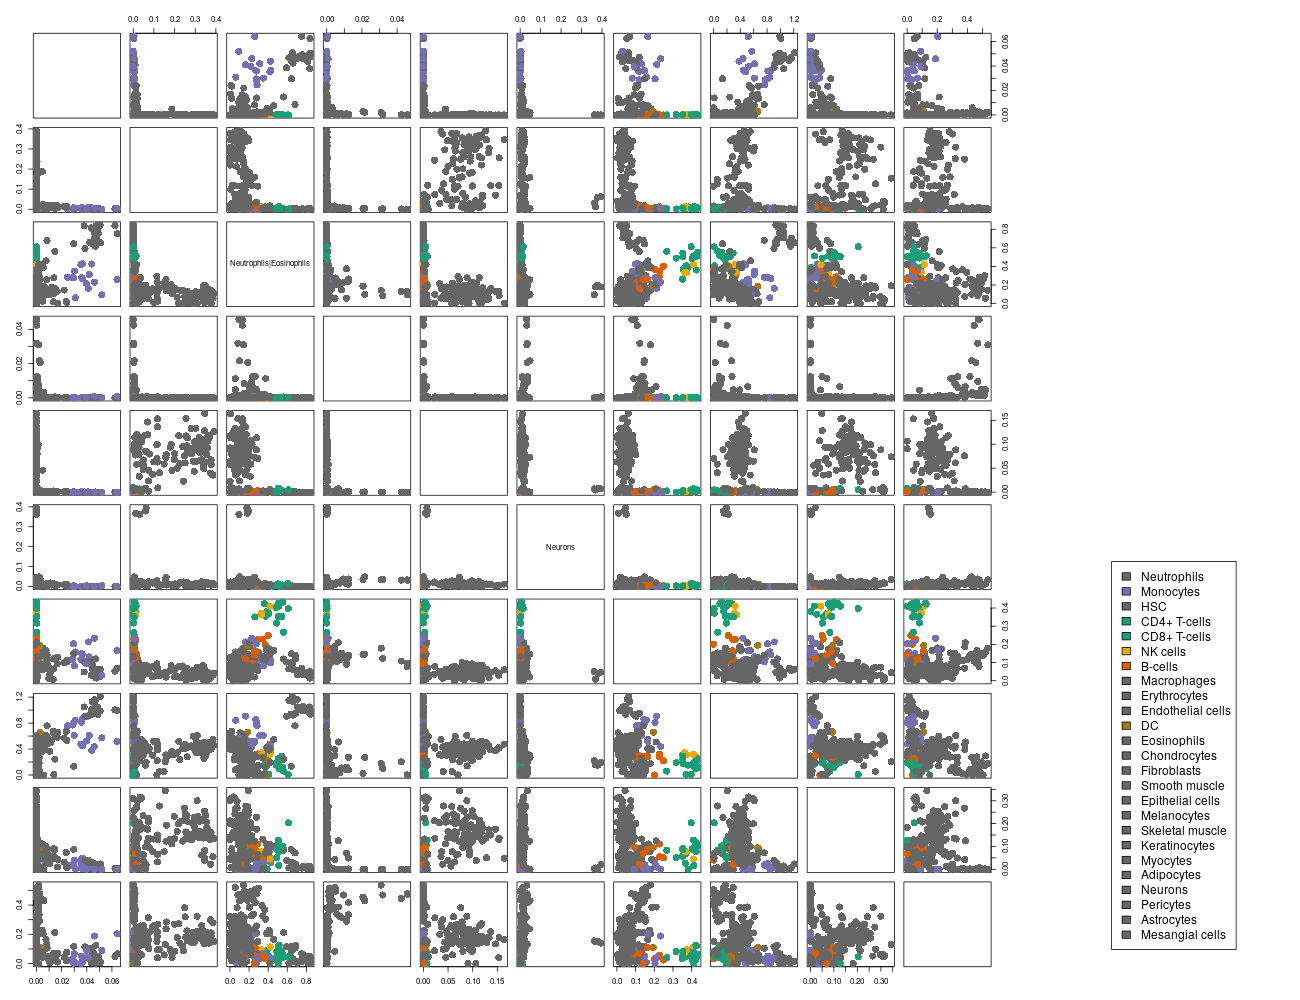 0.0 0.1 0.2 0.3 0.4
0.00 0.02 0.04
0.0 0.1 0.2 0.3 0.4
0.0 0.4 0.8 1.2
0.0 0.2 0.4
0.00 0.02 0.04 0.06
0.0 0.1 0.2 0.3 0.4
Neutrophils|Eosinophils
0.0 0.2 0.4 0.6 0.8
0.00 0.02 0.04
0.00 0.05 0.10 0.15
0.0 0.1 0.2 0.3 0.4
Neurons
0.0 0.1 0.2 0.3 0.4
0.0 0.4 0.8 1.2
0.00 0.10 0.20 0.30
0.0 0.2 0.4
0.00 0.02 0.04 0.06
0.0 0.2 0.4 0.6 0.8
0.00 0.05 0.10 0.15
0.0 0.1 0.2 0.3 0.4
0.00 0.10 0.20 0.30
Neutrophils
Monocytes
HSC
CD4+ T-cells
CD8+ T-cells
NK cells
B-cells
Macrophages
Erythrocytes
Endothelial cells
DC
Eosinophils
Chondrocytes
Fibroblasts
Smooth muscle
Epithelial cells
Melanocytes
Skeletal muscle
Keratinocytes
Myocytes
Adipocytes
Neurons
Pericytes
Astrocytes
Mesangial cells